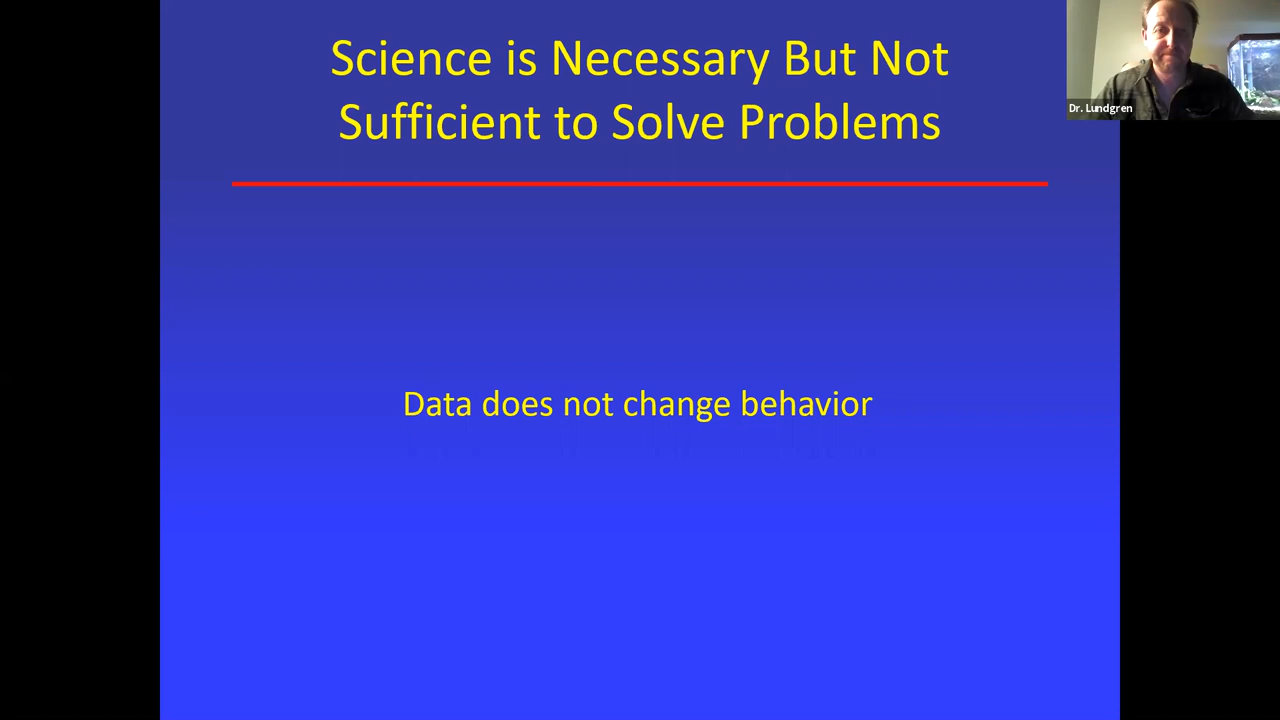 Science is Necessary But Not
Sufficient to Solve Problems
Dr. Lundgren
Data does not change behavior